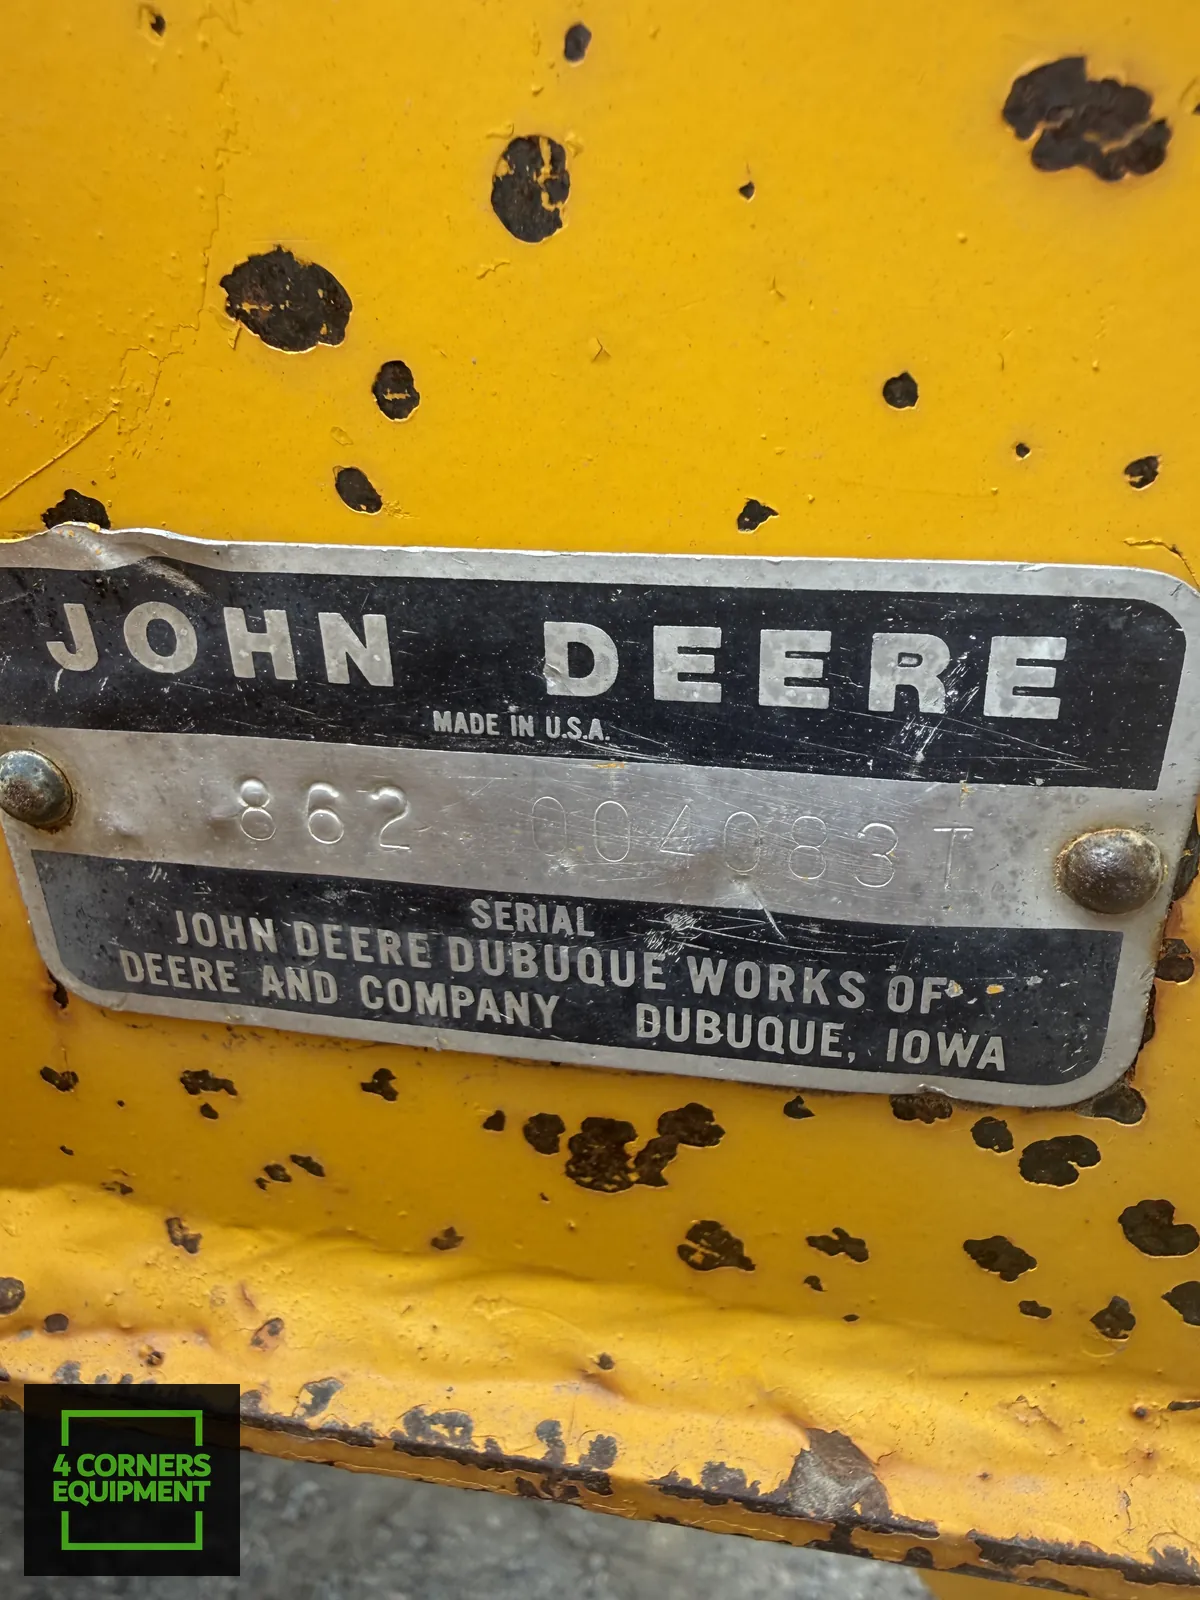 JOHN DEERE
MADE IN U.S.A.
862 004083T
SERIAL
JOHN DEERE DUBUQUE WORKS OF
DEERE AND COMPANY DUBUQUE, IOWA
4 CORNERS
EQUIPMENT